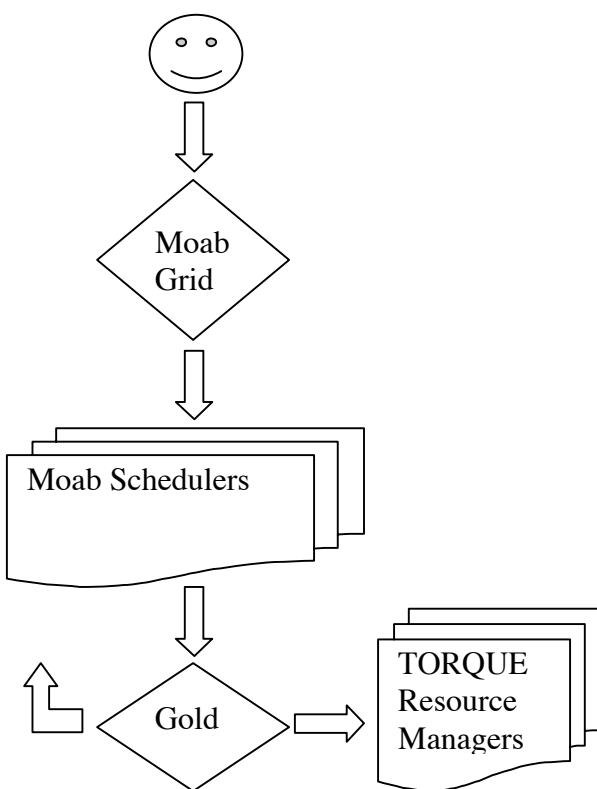 Moab
Grid
Moab Schedulers
Gold
TORQUE
Resource
Managers